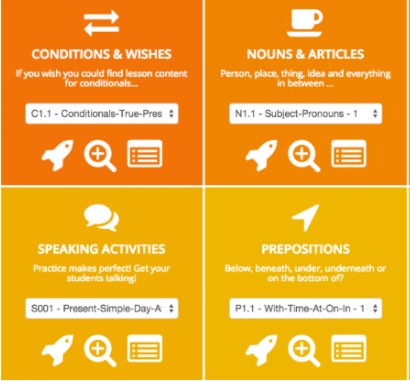 CONDITIONS & WISHES
If you wish you could find lesson content
for conditionals...
C1.1 - Conditionals-True-Pres
NOUNS & ARTICLES
Person, place, thing, idea and everything
in between ...
N1.1 - Subject-Pronouns - 1
SPEAKING ACTIVITIES
Practice makes perfect! Get your
students talking!
S001 - Present-Simple-Day-A
PREPOSITIONS
Below, beneath, under, underneath or
on the bottom of?
P1.1 - With-Time-At-On-In - 1